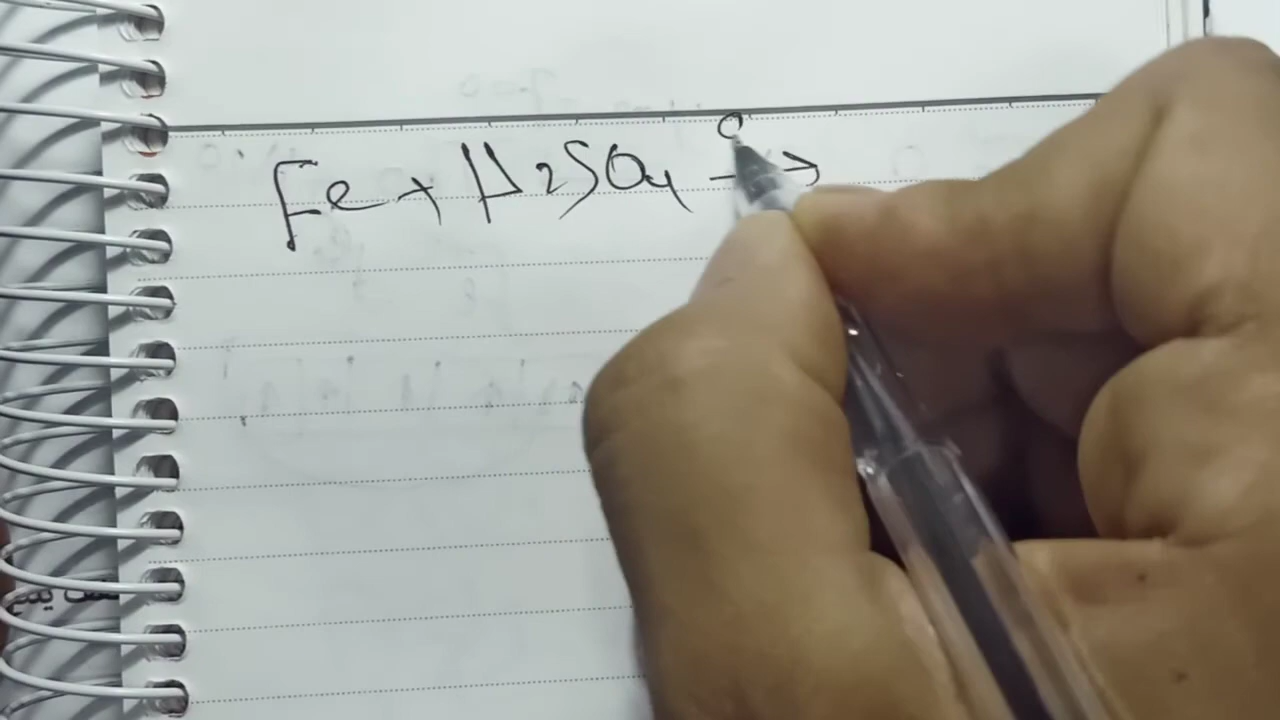 Fe + H2SO4 →